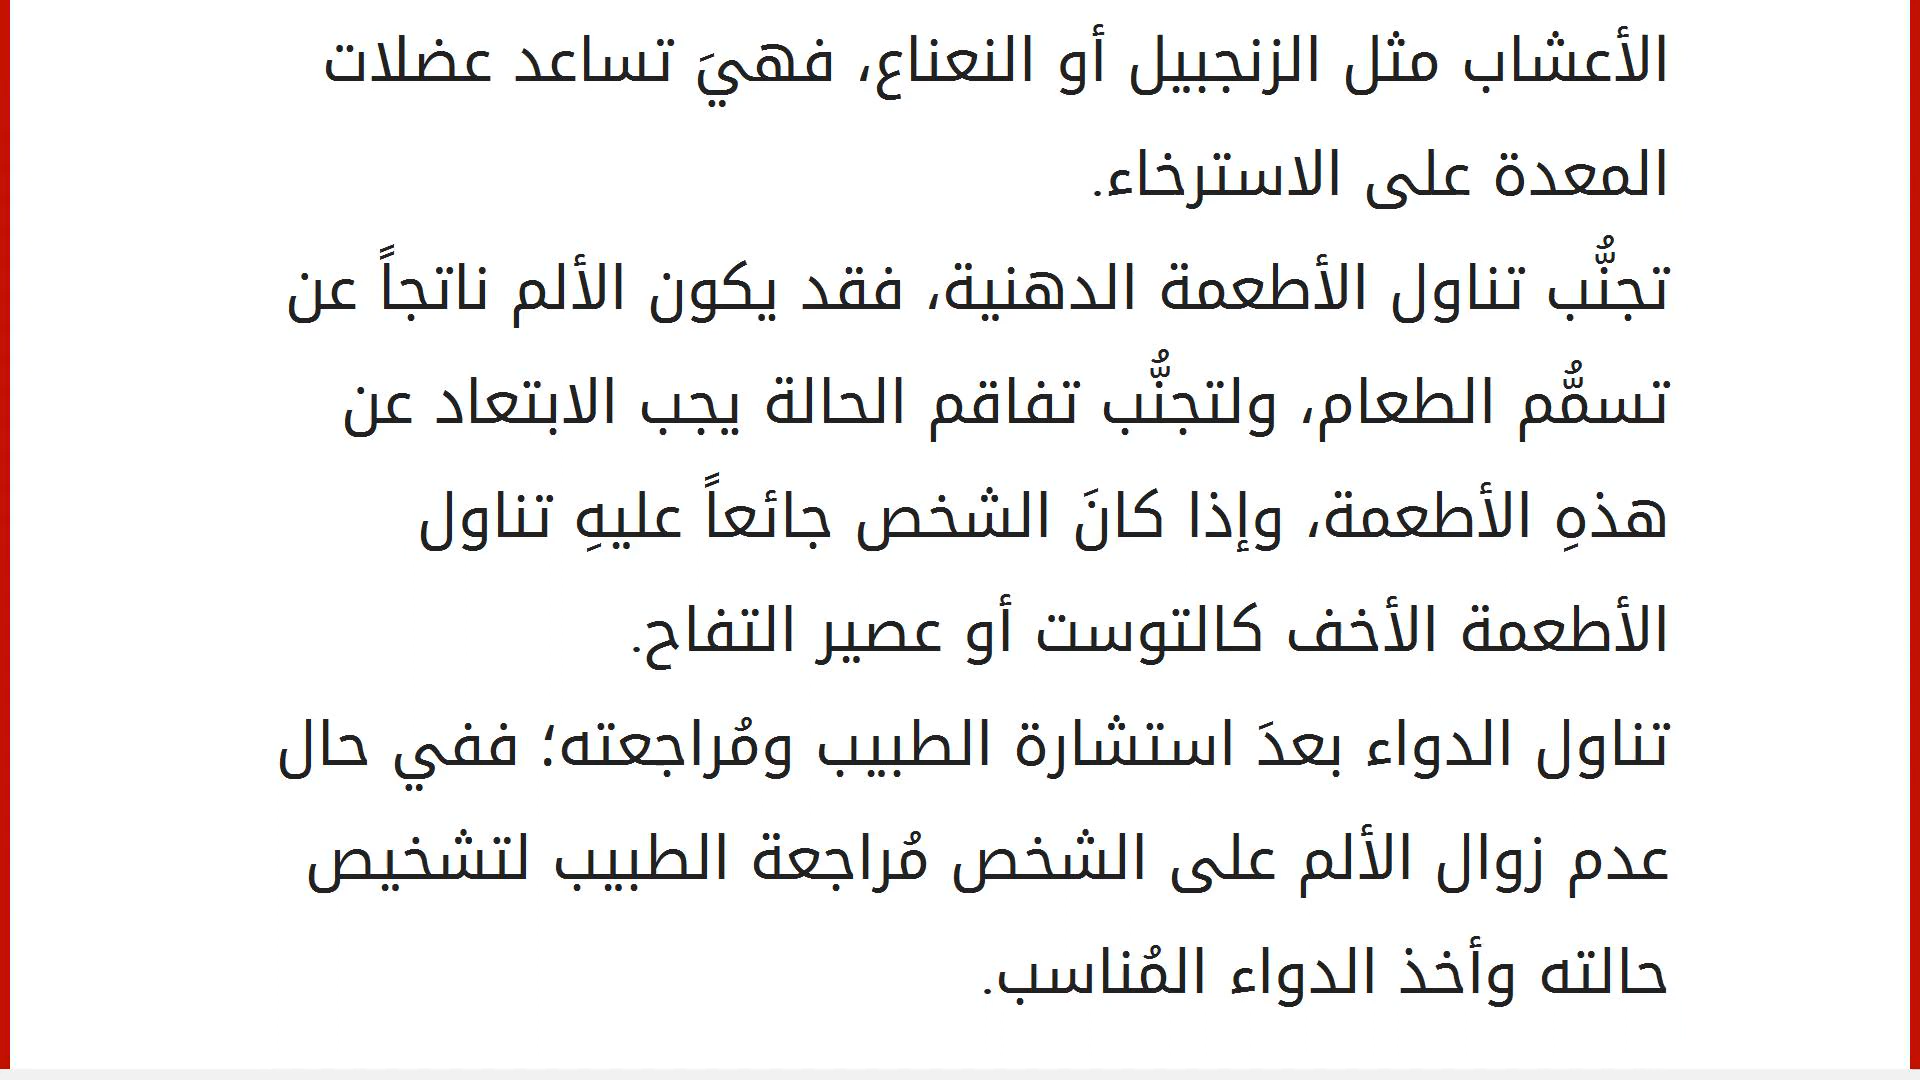 الأعشاب مثل الزنجبيل أو النعناع، فهيَ تساعد عضلات
المعدة على الاسترخاء.
تجنُّب تناول الأطعمة الدهنية، فقد يكون الألم ناتجاً عن
تسمُّم الطعام، ولتجنُّب تفاقم الحالة يجب الابتعاد عن
هذهِ الأطعمة، وإذا كانَ الشخص جائعاً عليهِ تناول
الأطعمة الأخف كالتوست أو عصير التفاح.
تناول الدواء بعدَ استشارة الطبيب ومُراجعته؛ ففي حال
عدم زوال الألم على الشخص مُراجعة الطبيب لتشخيص
حالته وأخذ الدواء المُناسب.